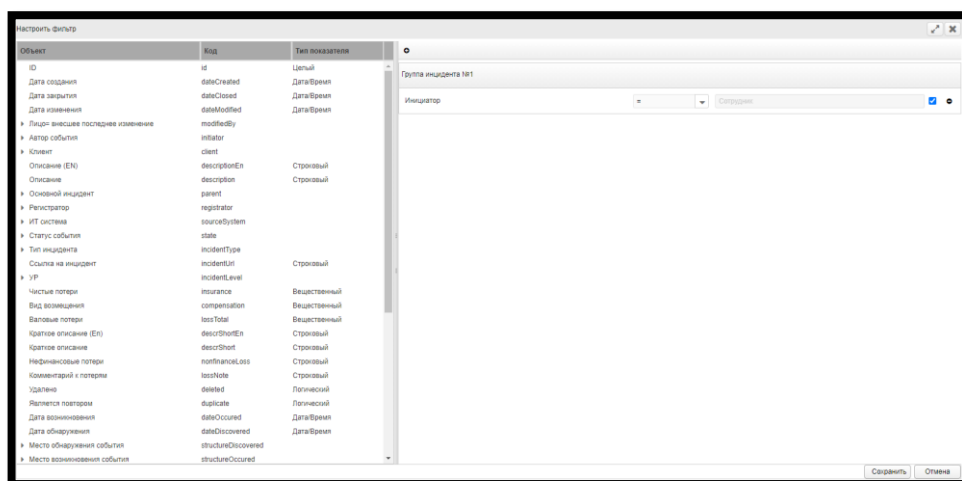 Настроить фильтр
Объект Код Тип показателя
ID id Целый
Дата создания dateCreated Дата/Время
Дата закрытия dateClosed Дата/Время
Дата изменения dateModified Дата/Время
Лицо= внесшее последнее изменение modifiedBy
Автор события initiator
Клиент client
Описание (EN) descriptionEn Строковый
Описание description Строковый
Основной инцидент parent
Регистратор registrator
ИТ система sourceSystem
Статус события state
Тип инцидента incidentType
Ссылка на инцидент incidentUrl Строковый
УР incidentLevel
Чистые потери insurance Вещественный
Вид возмещения compensation Вещественный
Валовые потери lossTotal Вещественный
Краткое описание (En) descrShortEn Строковый
Краткое описание descrShort Строковый
Нефинансовые потери nonfinanceLoss Строковый
Комментарий к потерям lossNote Строковый
Удалено deleted Логический
Является повтором duplicate Логический
Дата возникновения dateOccured Дата/Время
Дата обнаружения dateDiscovered Дата/Время
Место обнаружения события structureDiscovered
Место возникновения события structureOccured
Группа инцидента №1
Инициатор = Сотрудник
Сохранить Отмена